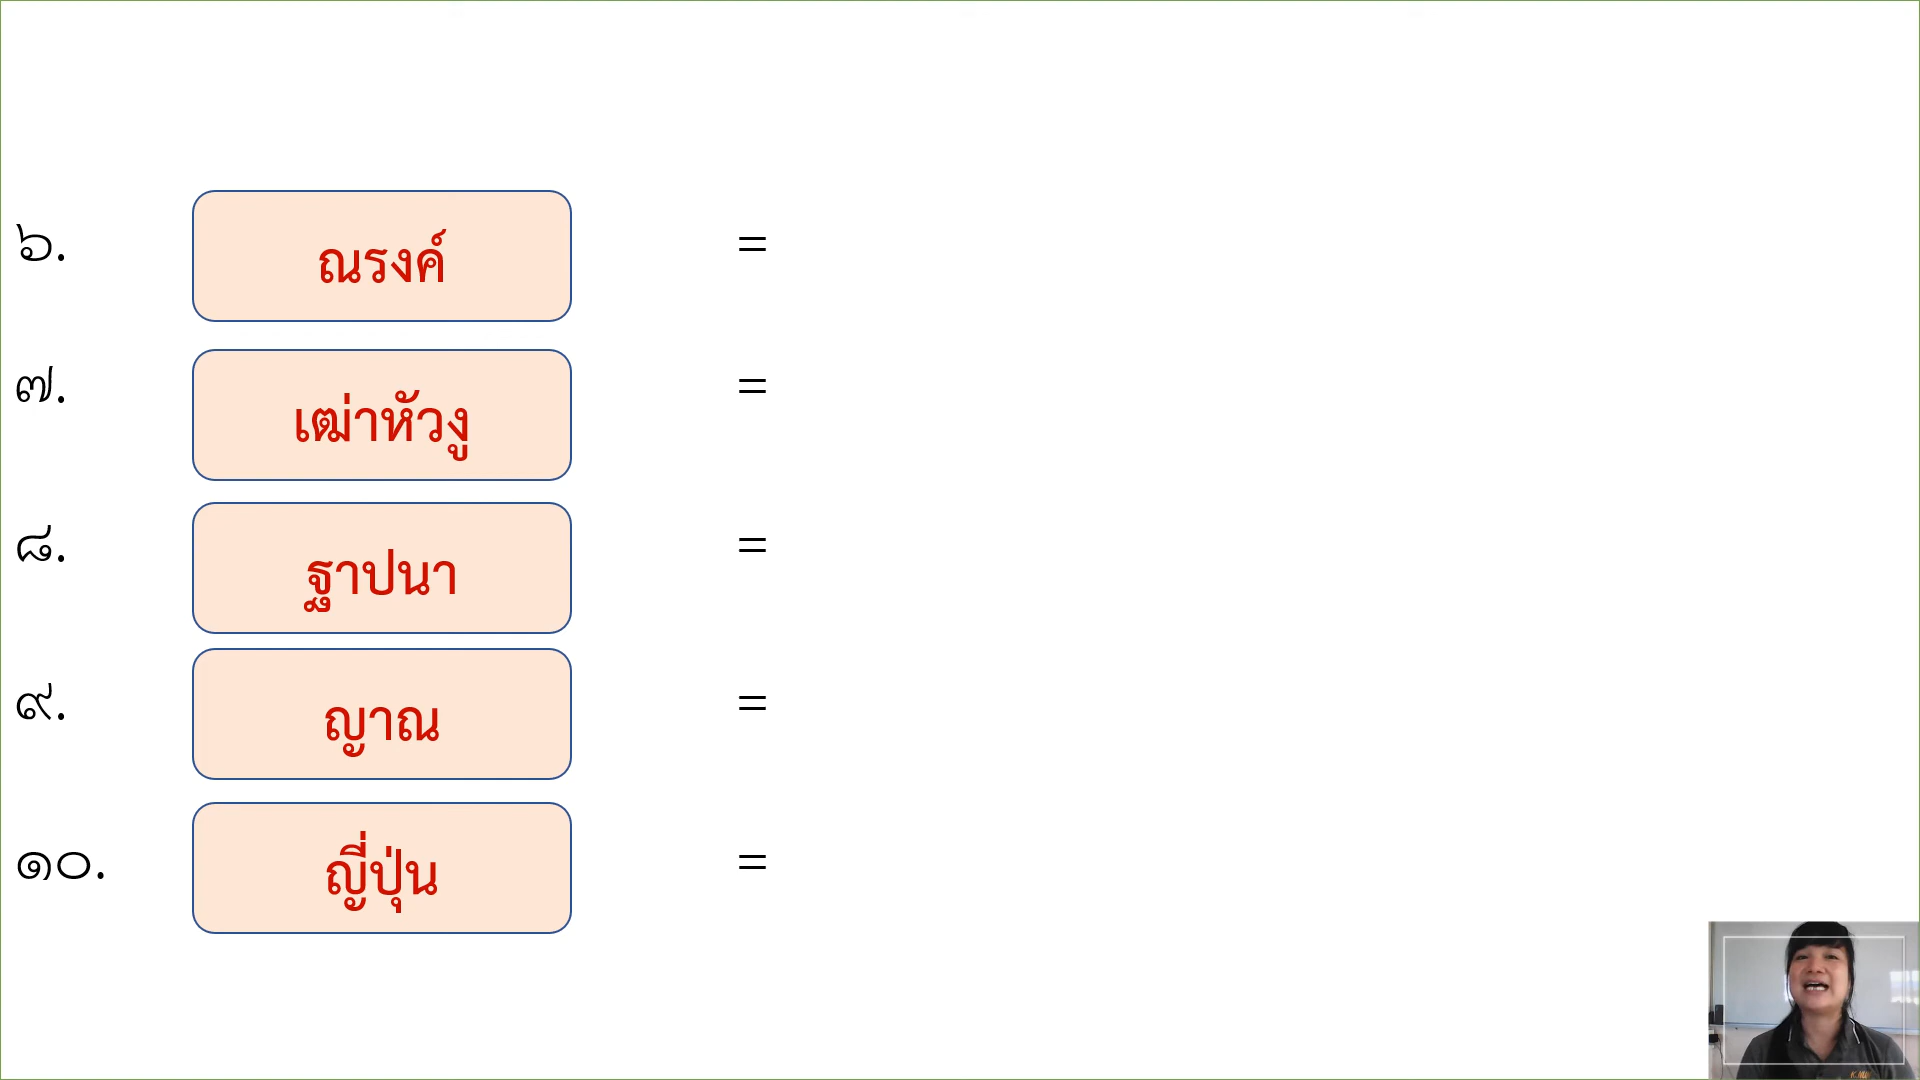 ๖. ณรงค์ =
๗. เฒ่าหัวงู =
๘. ฐาปนา =
๙. ญาณ =
๑๐. ญี่ปุ่น =